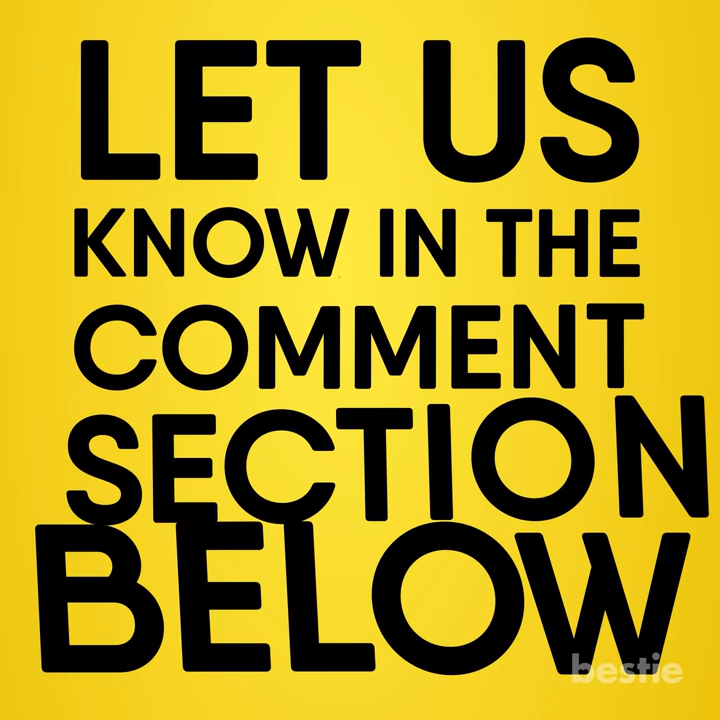 LET US
KNOW IN THE
COMMENT
SECTION
BELOW
bestie